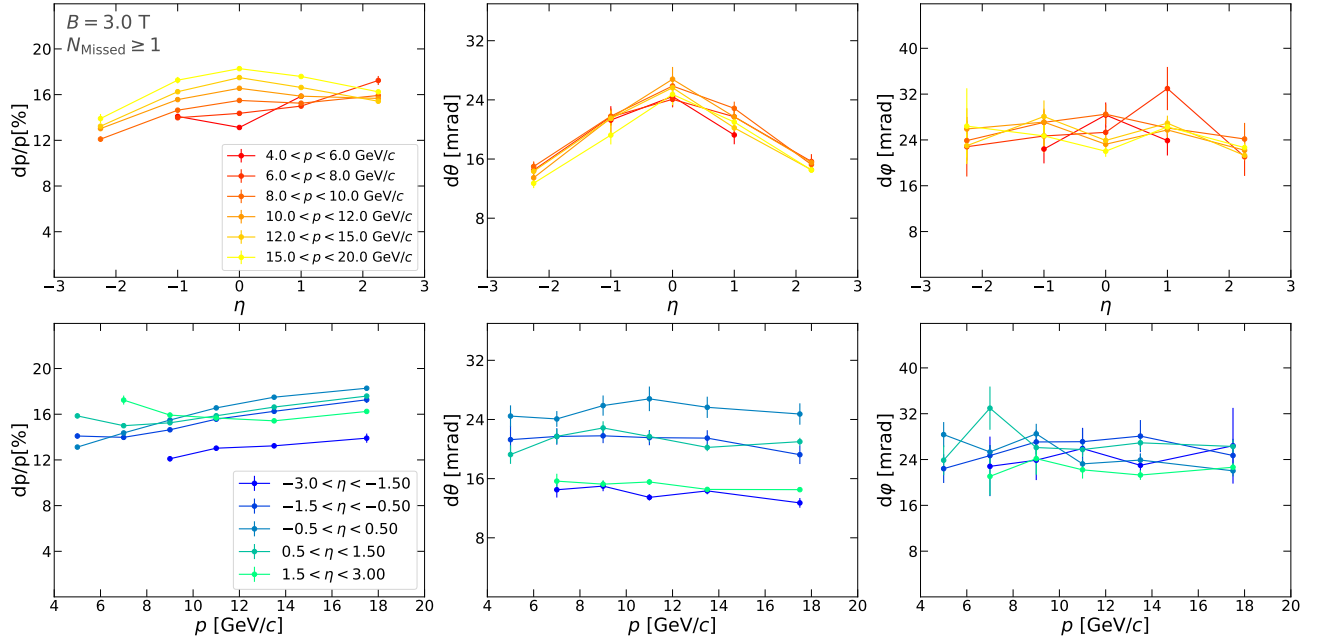 B = 3.0 T
N_Missed ≥ 1
dp/p[%]
20
16
12
8
4
4.0 < p < 6.0 GeV/c
6.0 < p < 8.0 GeV/c
8.0 < p < 10.0 GeV/c
10.0 < p < 12.0 GeV/c
12.0 < p < 15.0 GeV/c
15.0 < p < 20.0 GeV/c
−3 −2 −1 0 1 2 3
η
dθ [mrad]
32
24
16
8
−3 −2 −1 0 1 2 3
η
dφ [mrad]
40
32
24
16
8
−3 −2 −1 0 1 2 3
η
dp/p[%]
20
16
12
8
4
−3.0 < η < −1.50
−1.5 < η < −0.50
−0.5 < η < 0.50
0.5 < η < 1.50
1.5 < η < 3.00
4 6 8 10 12 14 16 18 20
p [GeV/c]
dθ [mrad]
32
24
16
8
4 6 8 10 12 14 16 18 20
p [GeV/c]
dφ [mrad]
40
32
24
16
8
4 6 8 10 12 14 16 18 20
p [GeV/c]